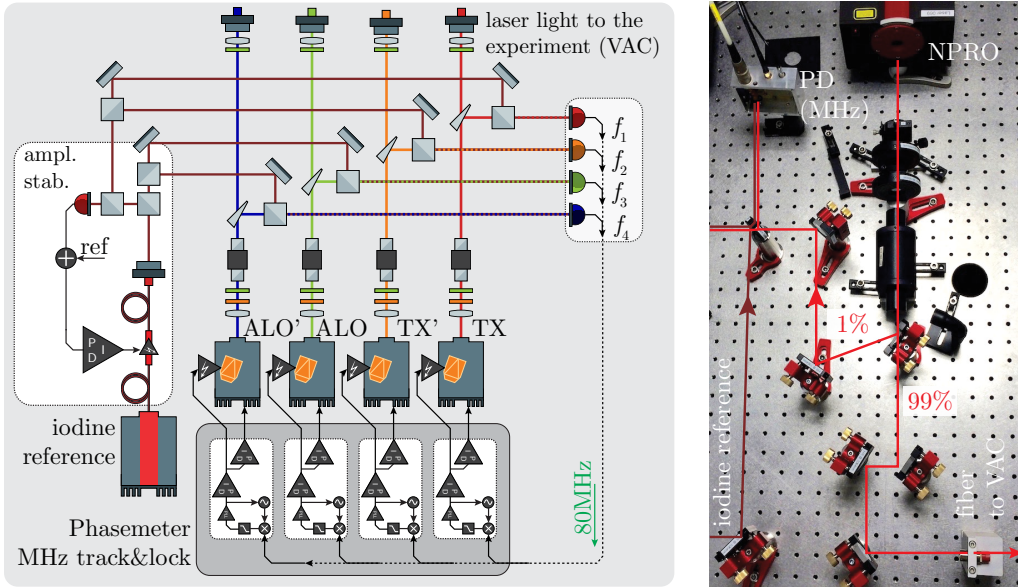 laser light to the
experiment (VAC)
ampl.
stab.
f1
f2
f3
f4
ref
P
I
D
ALO’
ALO
TX’
TX
iodine
reference
Phasemeter
MHz track&lock
80MHz
NPRO
PD
(MHz)
1%
99%
iodine reference
fiber
to VAC